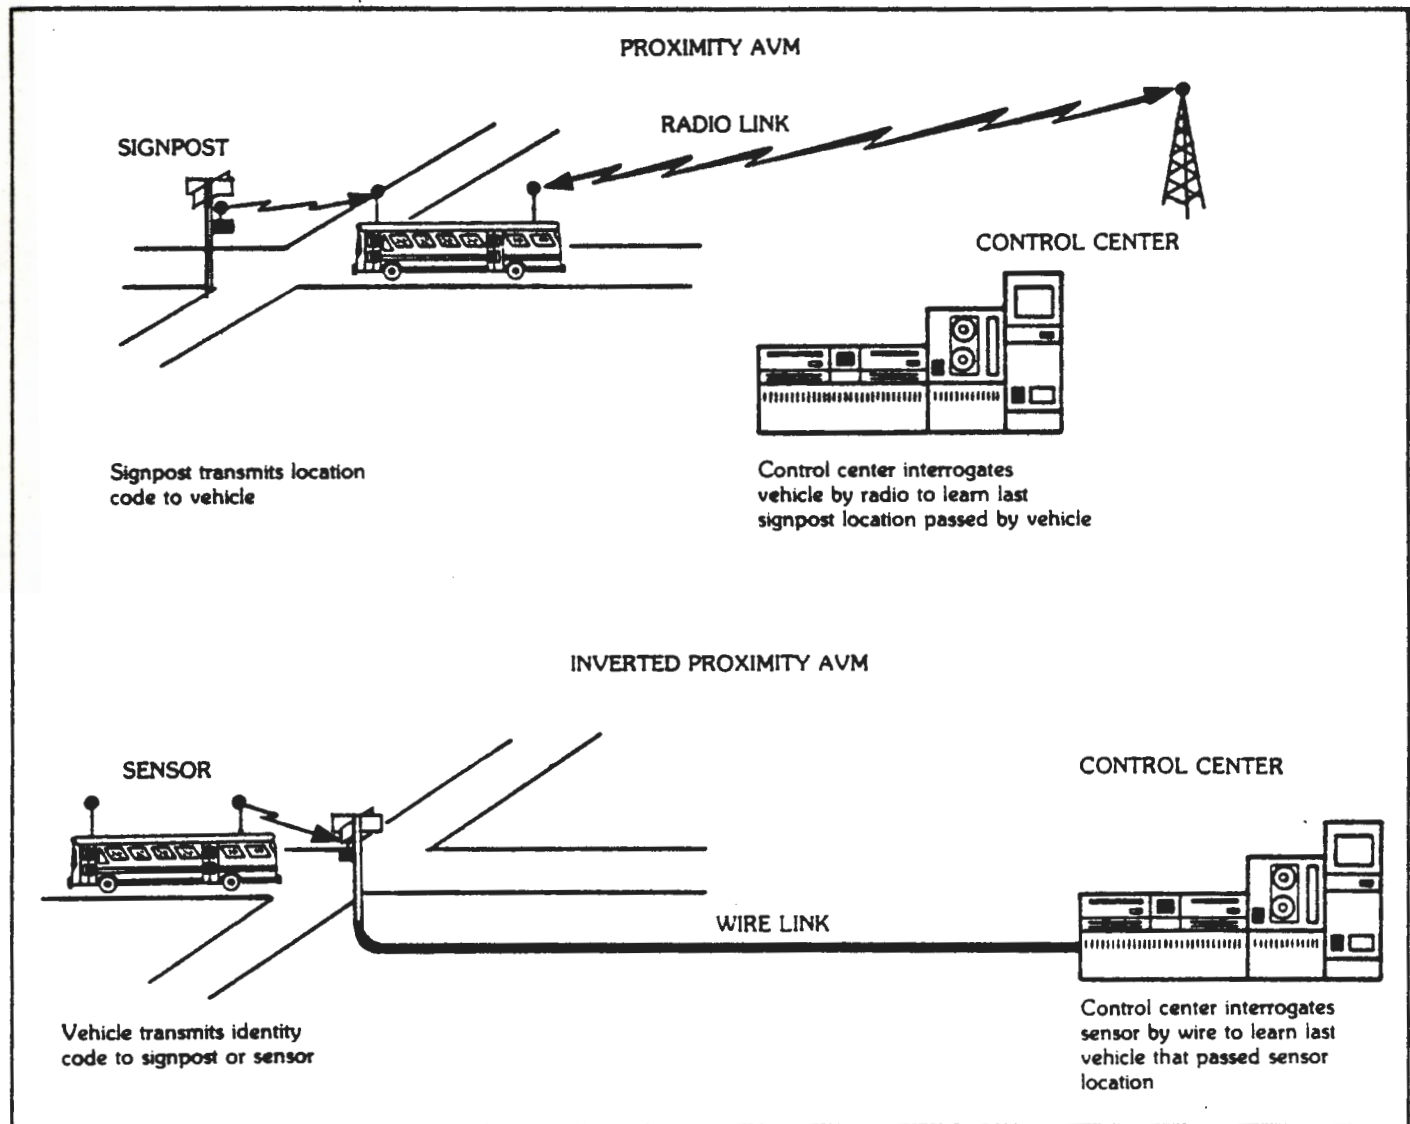 PROXIMITY AVM
RADIO LINK
SIGNPOST
CONTROL CENTER
Signpost transmits location
code to vehicle
Control center interrogates
vehicle by radio to learn last
signpost location passed by vehicle
INVERTED PROXIMITY AVM
SENSOR
CONTROL CENTER
WIRE LINK
Vehicle transmits identity
code to signpost or sensor
Control center interrogates
sensor by wire to learn last
vehicle that passed sensor
location